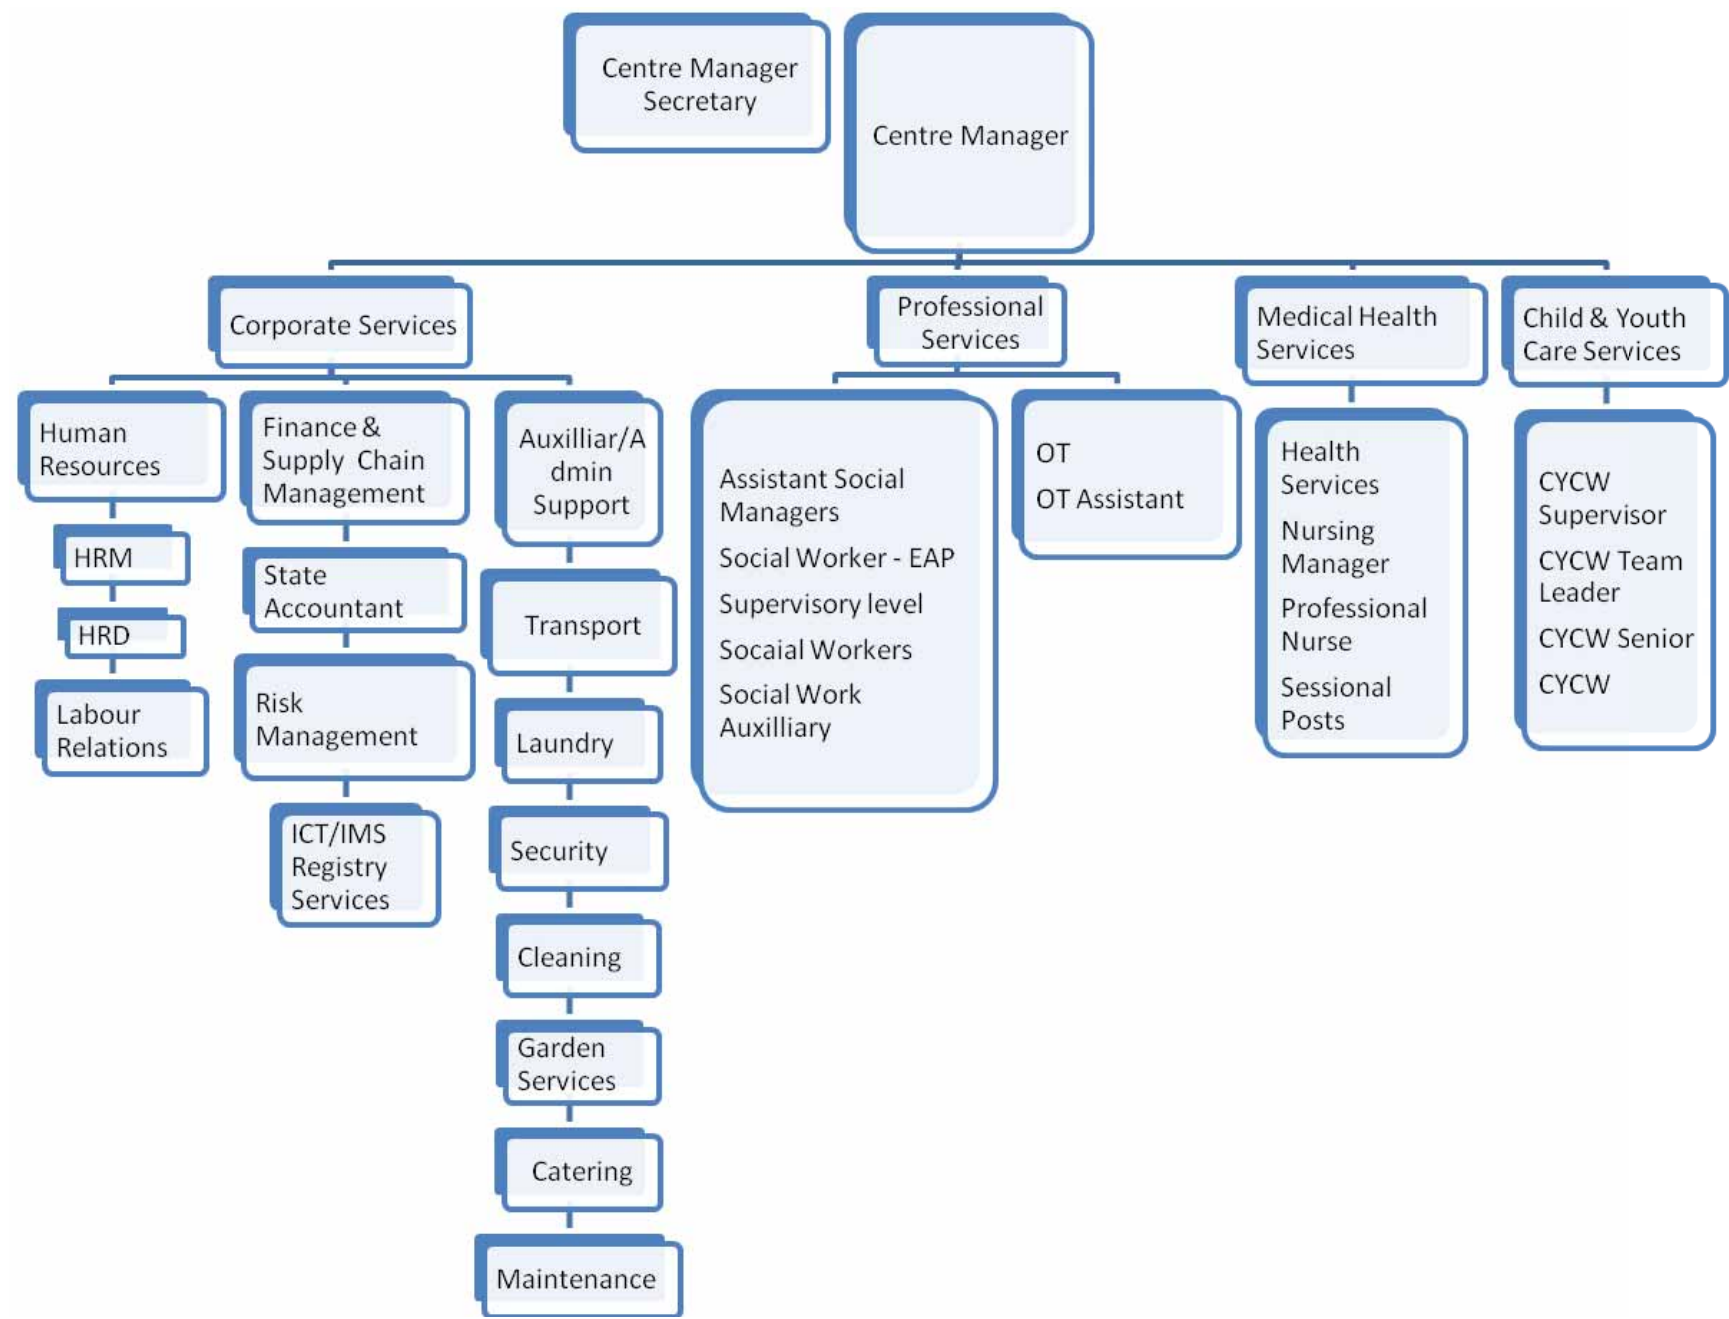 Centre Manager
Secretary
Centre Manager
Corporate Services
Professional
Services
Medical Health
Services
Child & Youth
Care Services
Human
Resources
HRM
HRD
Labour
Relations
Finance &
Supply Chain
Management
State
Accountant
Risk
Management
ICT/IMS
Registry
Services
Auxilliar/A
dmin
Support
Transport
Laundry
Security
Cleaning
Garden
Services
Catering
Maintenance
Assistant Social
Managers
Social Worker - EAP
Supervisory level
Socaial Workers
Social Work
Auxilliary
OT
OT Assistant
Health
Services
Nursing
Manager
Professional
Nurse
Sessional
Posts
CYCW
Supervisor
CYCW Team
Leader
CYCW Senior
CYCW